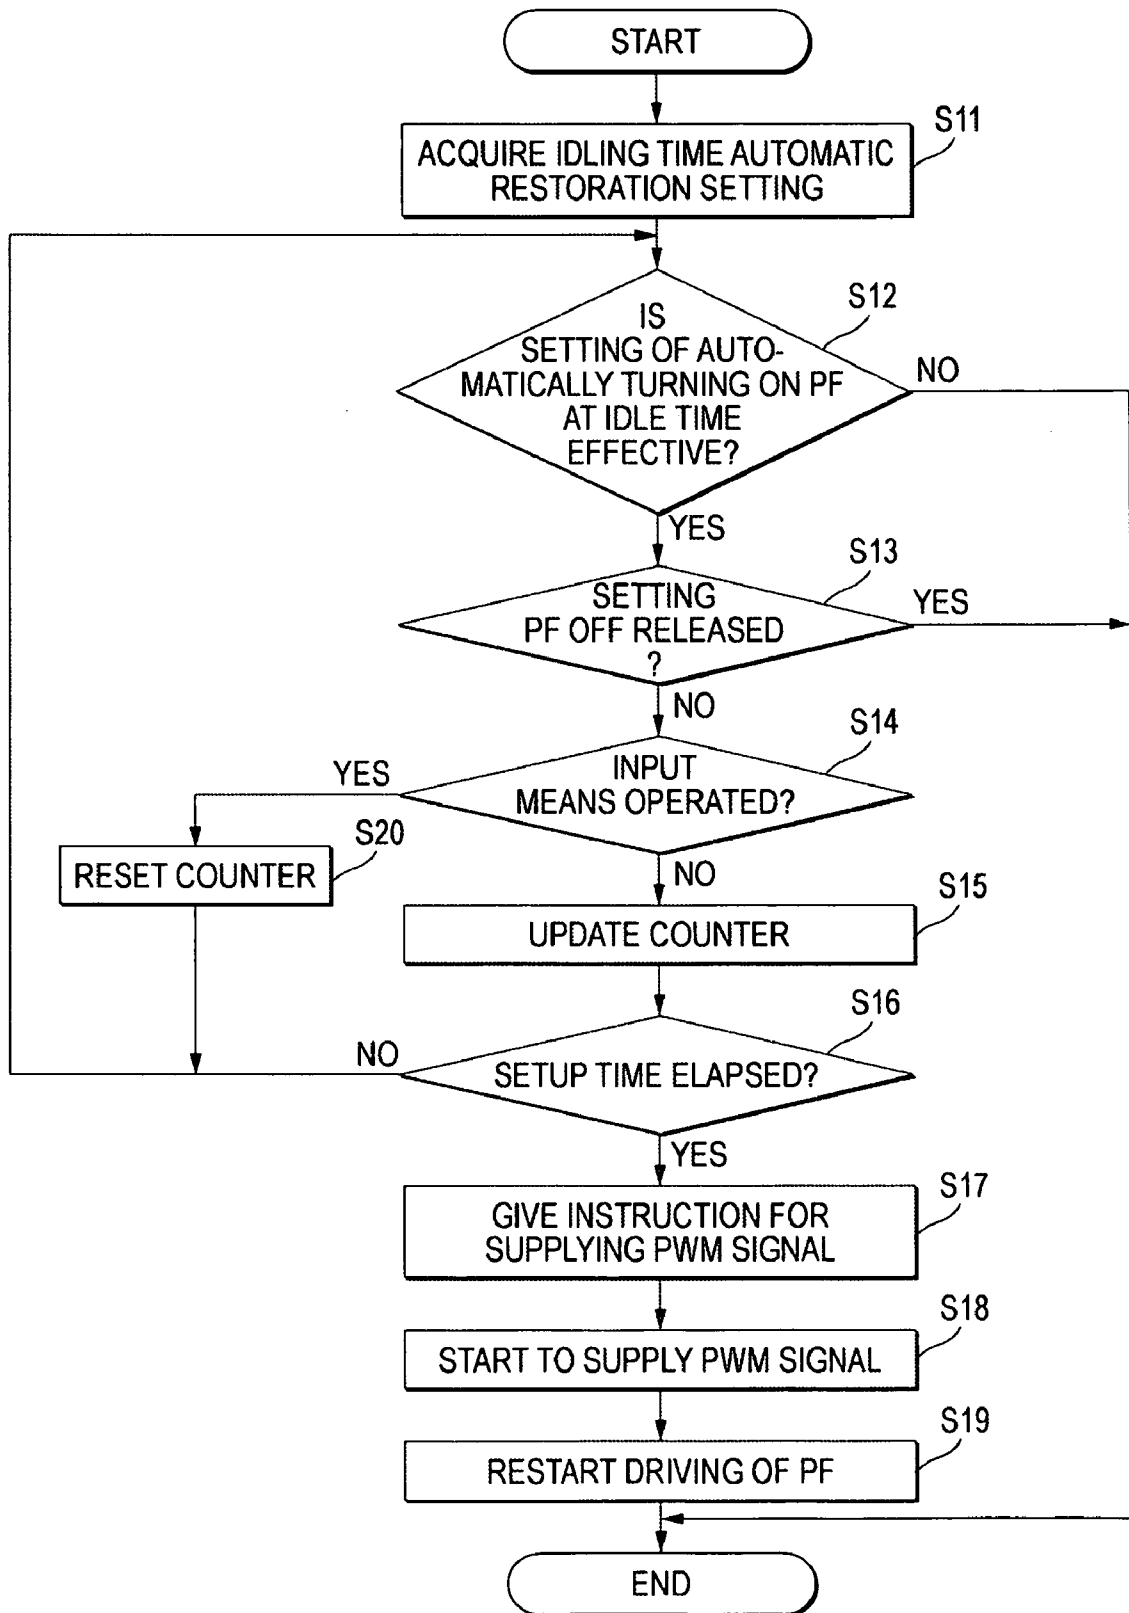 START
S11
ACQUIRE IDLING TIME AUTOMATIC
RESTORATION SETTING
S12
IS
SETTING OF AUTO-
MATICALLY TURNING ON PF
AT IDLE TIME
EFFECTIVE?
NO
YES
S13
SETTING
PF OFF RELEASED
?
YES
NO
S14
INPUT
MEANS OPERATED?
YES
S20
RESET COUNTER
NO
S15
UPDATE COUNTER
S16
SETUP TIME ELAPSED?
NO
YES
S17
GIVE INSTRUCTION FOR
SUPPLYING PWM SIGNAL
S18
START TO SUPPLY PWM SIGNAL
S19
RESTART DRIVING OF PF
END